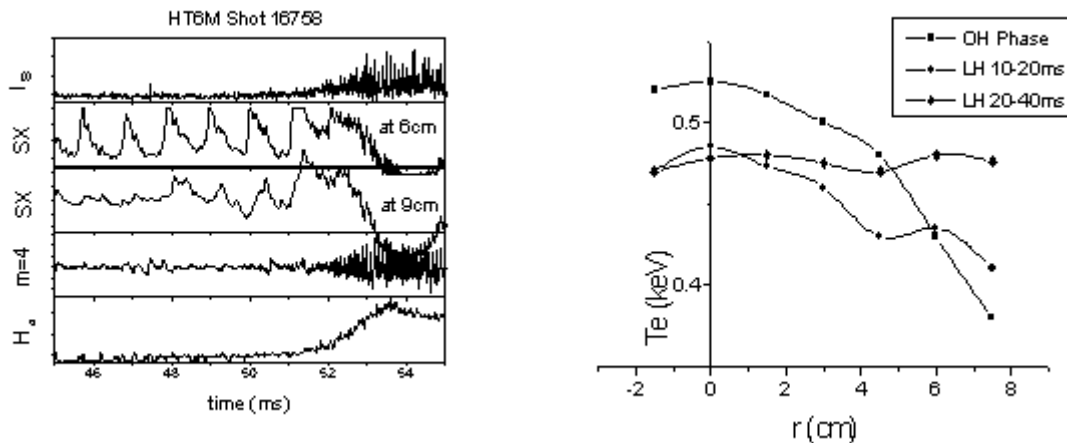 HT6M Shot 16758
I_θ
SX
at 6cm
SX
at 9cm
m=4
H_a
46 48 50 52 54
time (ms)
OH Phase
LH 10-20ms
LH 20-40ms
0.5
0.4
Te (keV)
-2 0 2 4 6 8
r (cm)